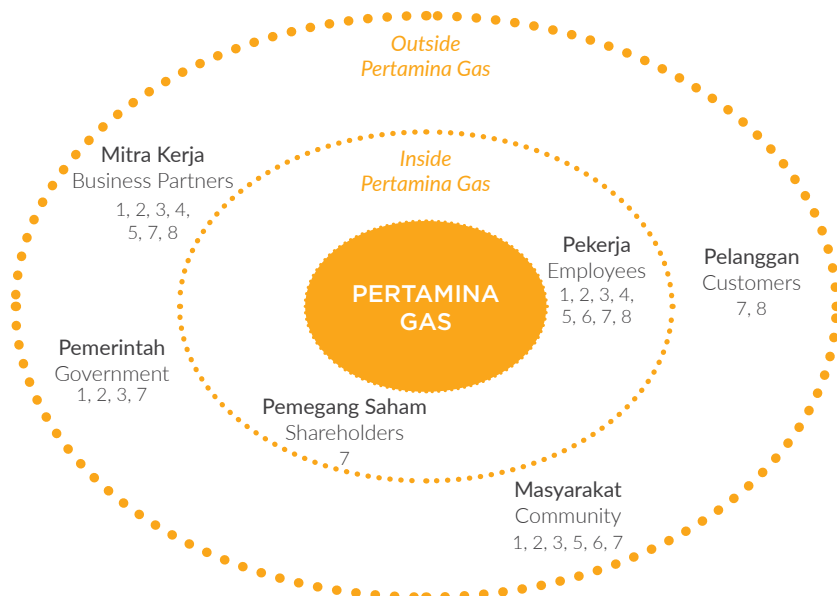 Outside
Pertamina Gas
Mitra Kerja
Business Partners
1, 2, 3, 4,
5, 7, 8
Inside
Pertamina Gas
Pekerja
Employees
1, 2, 3, 4,
5, 6, 7, 8
Pelanggan
Customers
7, 8
PERTAMINA
GAS
Pemerintah
Government
1, 2, 3, 7
Pemegang Saham
Shareholders
7
Masyarakat
Community
1, 2, 3, 5, 6, 7